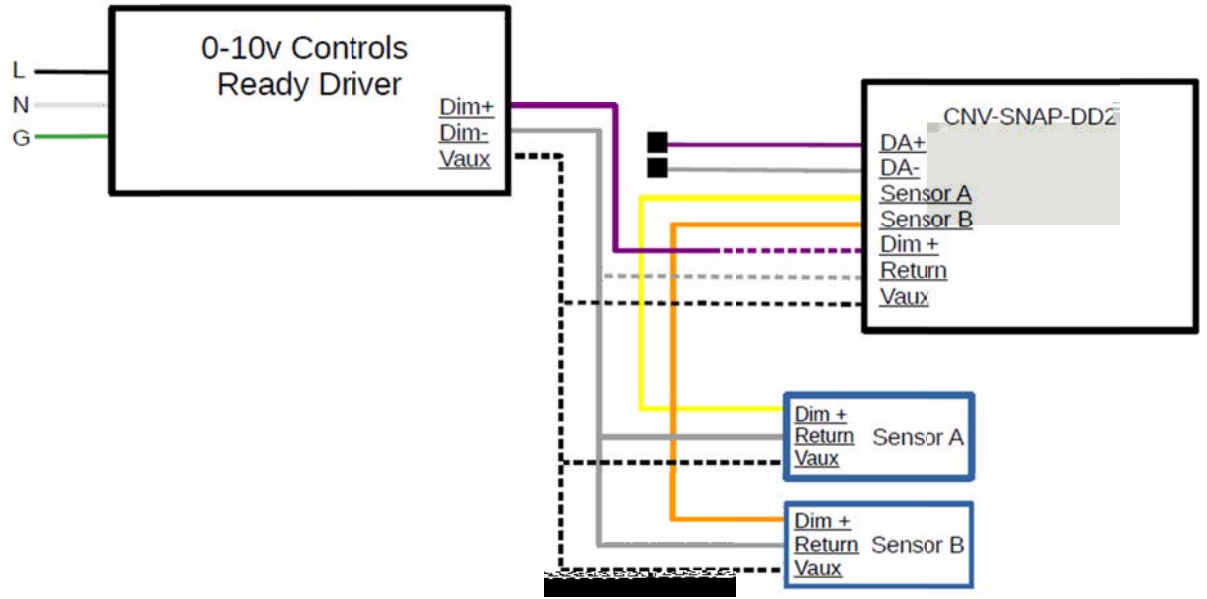 0-10v Controls
Ready Driver
L
N
G
Dim+
Dim-
Vaux
CNV-SNAP-DD2
DA+
DA-
Sensor A
Sensor B
Dim +
Return
Vaux
Dim +
Return
Vaux
Sensor A
Dim +
Return
Vaux
Sensor B